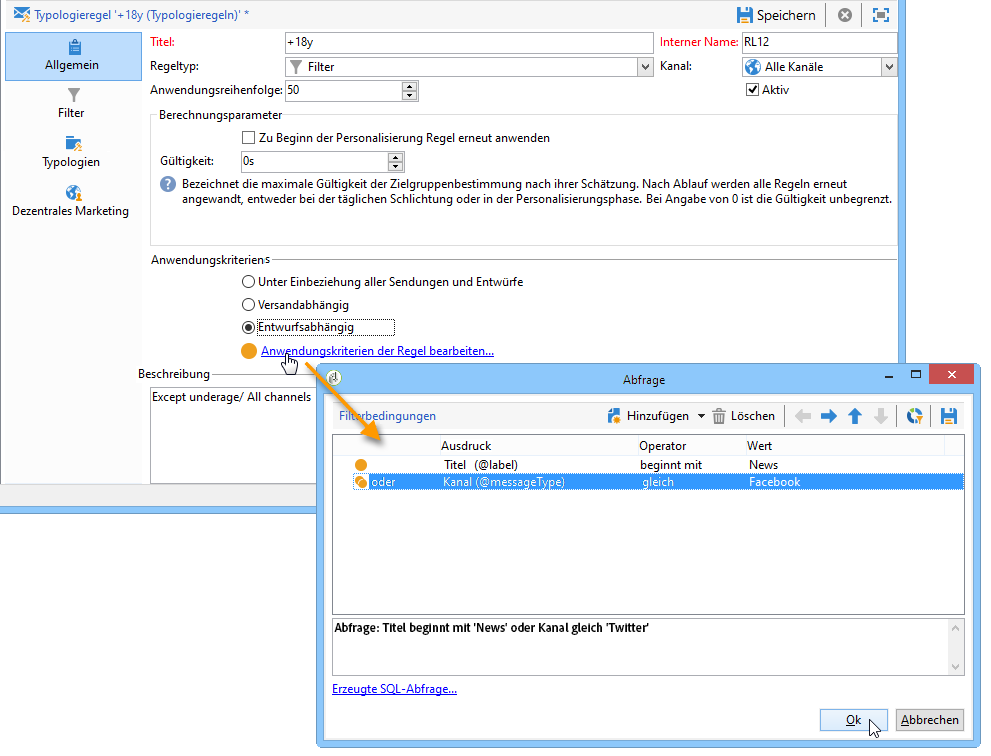 Typologieregel '+18y (Typologieregeln)' *
Speichern
Allgemein
Filter
Typologien
Dezentrales Marketing
Titel: +18y Interner Name: RL12
Regeltyp: Filter Kanal: Alle Kanäle
Anwendungsreihenfolge: 50 Aktiv
Berechnungsparameter
Zu Beginn der Personalisierung Regel erneut anwenden
Gültigkeit: 0s
Bezeichnet die maximale Gültigkeit der Zielgruppenbestimmung nach ihrer Schätzung. Nach Ablauf werden alle Regeln erneut
angewandt, entweder bei der täglichen Schlichtung oder in der Personalisierungsphase. Bei Angabe von 0 ist die Gültigkeit unbegrenzt.
Anwendungskriteriens
Unter Einbeziehung aller Sendungen und Entwürfe
Versandabhängig
Entwurfsabhängig
Anwendungskriterien der Regel bearbeiten...
Beschreibung
Except underage/ All channels
Abfrage
Filterbedingungen Hinzufügen Löschen
Ausdruck Operator Wert
Titel (@label) beginnt mit News
oder Kanal (@messageType) gleich Facebook
Abfrage: Titel beginnt mit 'News' oder Kanal gleich 'Twitter'
Erzeugte SQL-Abfrage...
Ok Abbrechen